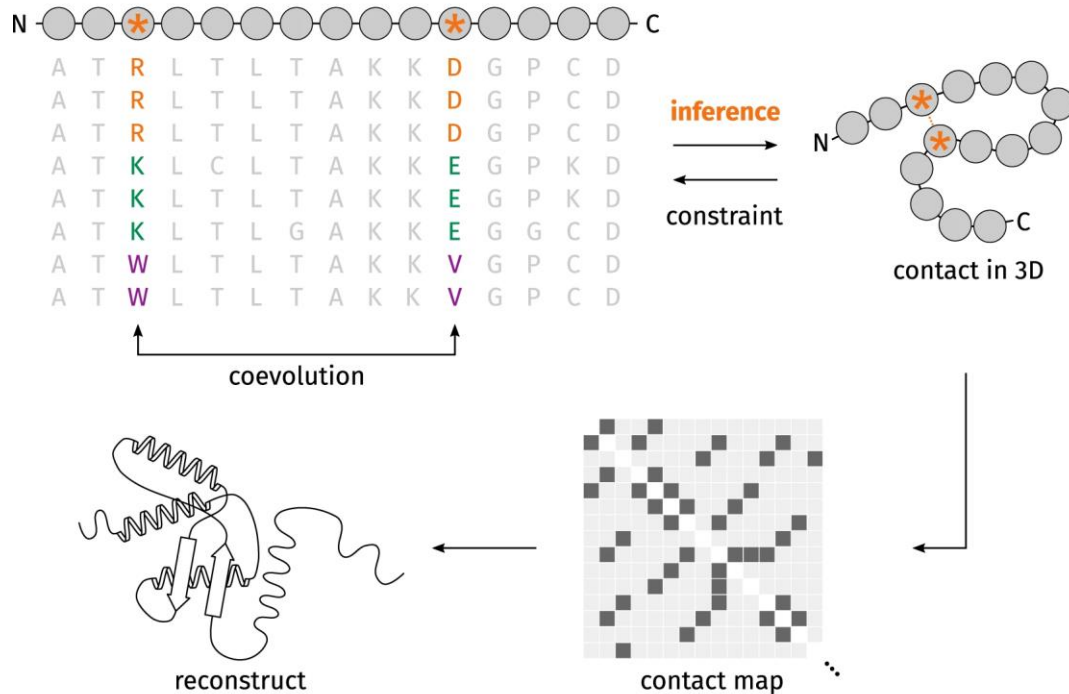 N * * C
A T R L T L T A K K D G P C D
A T R L T L T A K K D G P C D
A T R L T L T A K K D G P C D
A T K L C L T A K K E G P K D
A T K L T L T A K K E G P K D
A T K L T L G A K K E G G C D
A T W L T L T A K K V G P C D
A T W L T L T A K K V G P C D
coevolution
inference
constraint
N * * C
contact in 3D
reconstruct
contact map